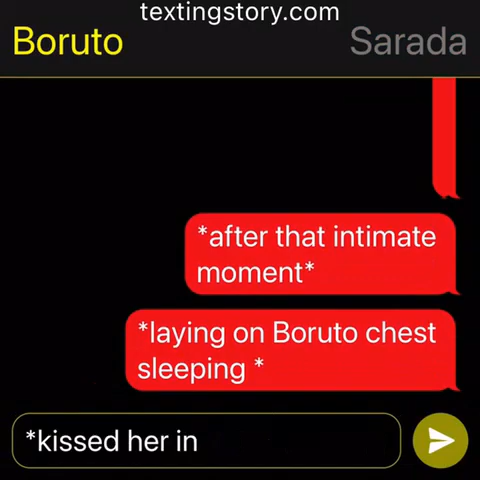 textingstory.com
Boruto Sarada
*after that intimate
moment*
*laying on Boruto chest
sleeping *
*kissed her in